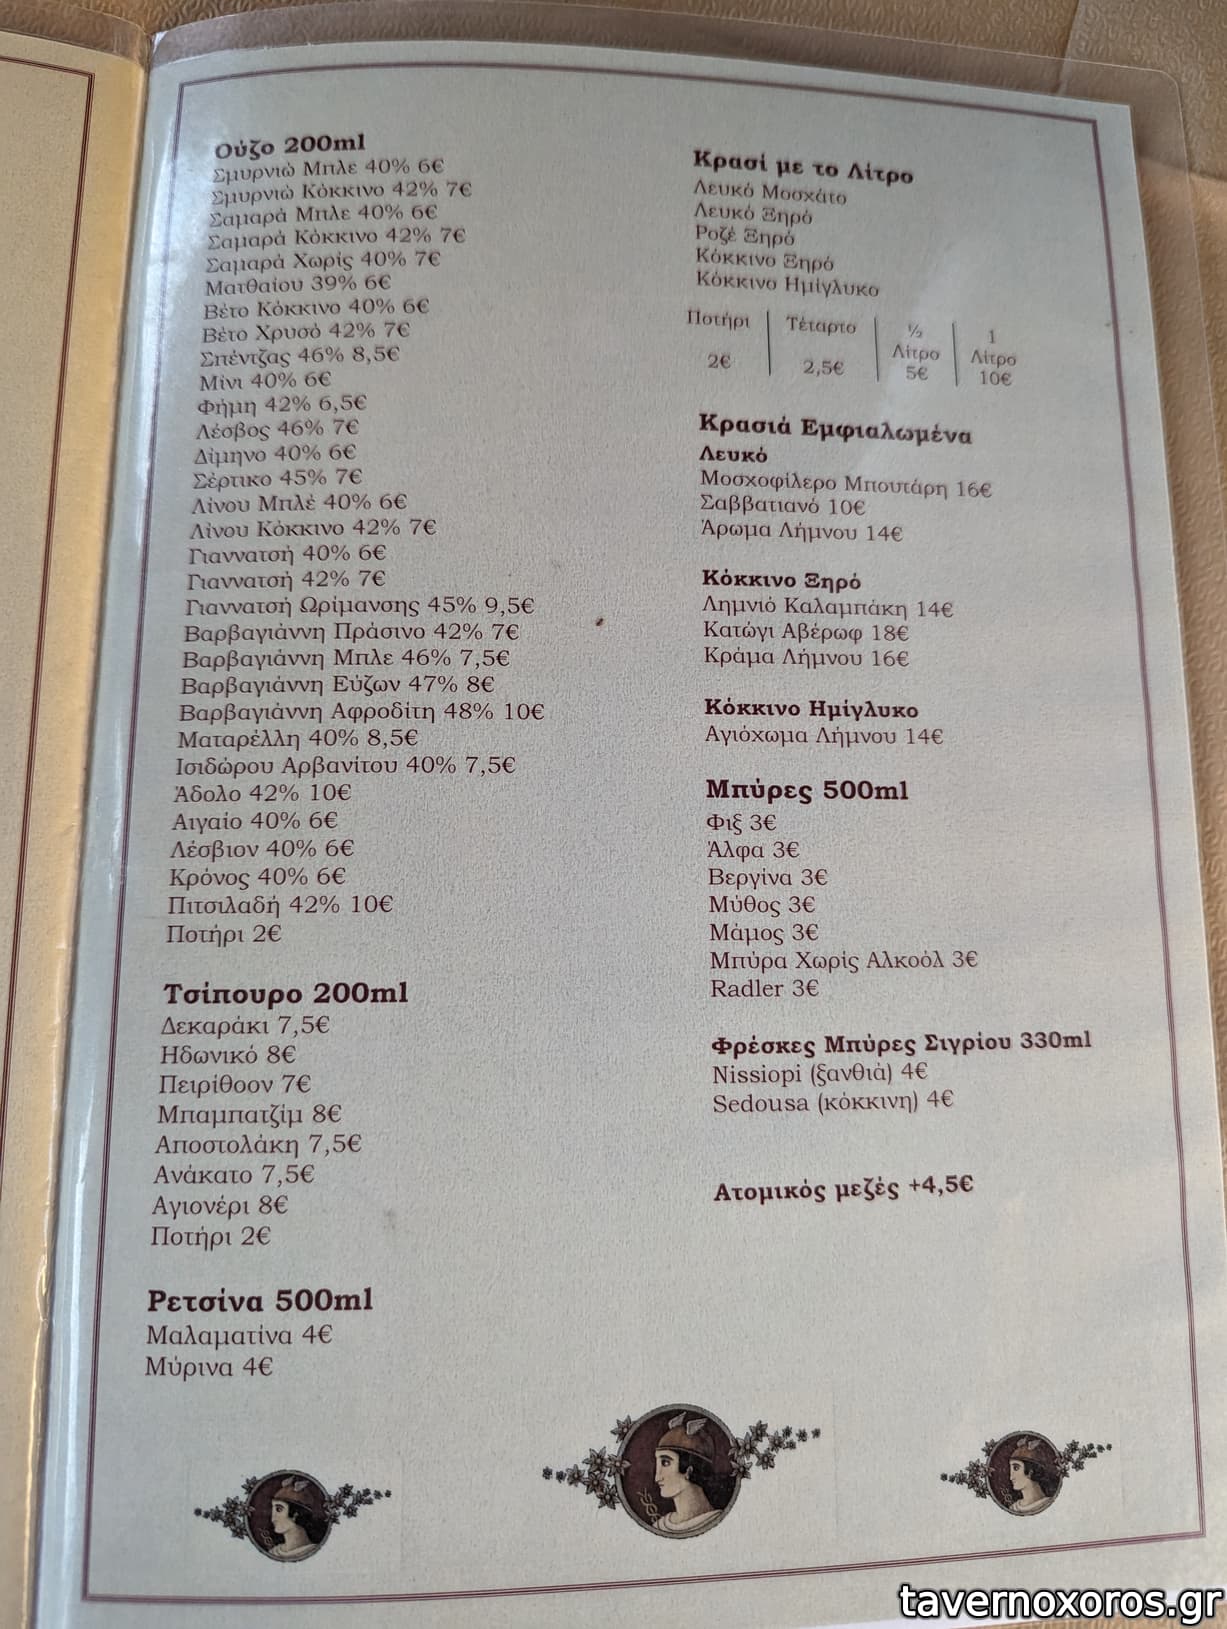 Ούζο 200ml
Σμυρνιώ Μπλε 40% 6€
Σμυρνιώ Κόκκινο 42% 7€
Σαμαρά Μπλε 40% 6€
Σαμαρά Κόκκινο 42% 7€
Σαμαρά Χωρίς 40% 7€
Ματθαίου 39% 6€
Βέτο Κόκκινο 40% 6€
Βέτο Χρυσό 42% 7€
Σπέντζας 46% 8,5€
Μίνι 40% 6€
Φήμη 42% 6,5€
Λέσβος 46% 7€
Δίμηνο 40% 6€
Σέρτικο 45% 7€
Λίνου Μπλέ 40% 6€
Λίνου Κόκκινο 42% 7€
Γιαννατσή 40% 6€
Γιαννατσή 42% 7€
Γιαννατσή Ωρίμανσης 45% 9,5€
Βαρβαγιάννη Πράσινο 42% 7€
Βαρβαγιάννη Μπλε 46% 7,5€
Βαρβαγιάννη Εύζων 47% 8€
Βαρβαγιάννη Αφροδίτη 48% 10€
Ματαρέλλη 40% 8,5€
Ισιδώρου Αρβανίτου 40% 7,5€
Άδολο 42% 10€
Αιγαίο 40% 6€
Λέσβιον 40% 6€
Κρόνος 40% 6€
Πιτσιλαδή 42% 10€
Ποτήρι 2€
Τσίπουρο 200ml
Δεκαράκι 7,5€
Ηδωνικό 8€
Πειρίθοον 7€
Μπαμπατζίμ 8€
Αποστολάκη 7,5€
Ανάκατο 7,5€
Αγιονέρι 8€
Ποτήρι 2€
Ρετσίνα 500ml
Μαλαματίνα 4€
Μύρινα 4€
Κρασί με το Λίτρο
Λευκό Μοσχάτο
Λευκό Ξηρό
Ροζέ Ξηρό
Κόκκινο Ξηρό
Κόκκινο Ημίγλυκο
Ποτήρι Τέταρτο ½ Λίτρο 1 Λίτρο
2€ 2,5€ 5€ 10€
Κρασιά Εμφιαλωμένα
Λευκό
Μοσχοφίλερο Μπουτάρη 16€
Σαββατιανό 10€
Άρωμα Λήμνου 14€
Κόκκινο Ξηρό
Λημνιό Καλαμπάκη 14€
Κατώγι Αβέρωφ 18€
Κράμα Λήμνου 16€
Κόκκινο Ημίγλυκο
Αγιόχωμα Λήμνου 14€
Μπύρες 500ml
Φιξ 3€
Άλφα 3€
Βεργίνα 3€
Μύθος 3€
Μάμος 3€
Μπύρα Χωρίς Αλκοόλ 3€
Radler 3€
Φρέσκες Μπύρες Σιγρίου 330ml
Nissiopi (ξανθιά) 4€
Sedousa (κόκκινη) 4€
Ατομικός μεζές +4,5€
tavernoxoros.gr